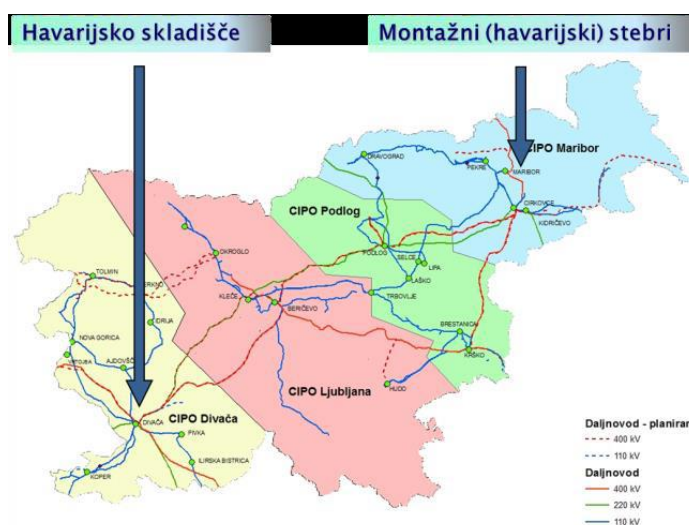 Havarijsko skladišče
Montažni (havarijski) stebri
CIPO Maribor
DRAVOGRAD
PEKRE
MARIBOR
CIRKOVCE
KIDRIČEVO
CIPO Podlog
PODLOG
SELCE
LIPA
LAŠKO
OKROGLO
KLEČE
BERIČEVO
TRBOVLJE
BRESTANICA
KRŠKO
HUDO
CIPO Ljubljana
TOLMIN
IDRIJA
NOVA GORICA
AJDOVŠČ
CIPO Divača
DIVAČA
PIVKA
ILIRSKA BISTRICA
KOPER
Daljnovod - planiran
400 kV
110 kV
Daljnovod
400 kV
220 kV
110 kV